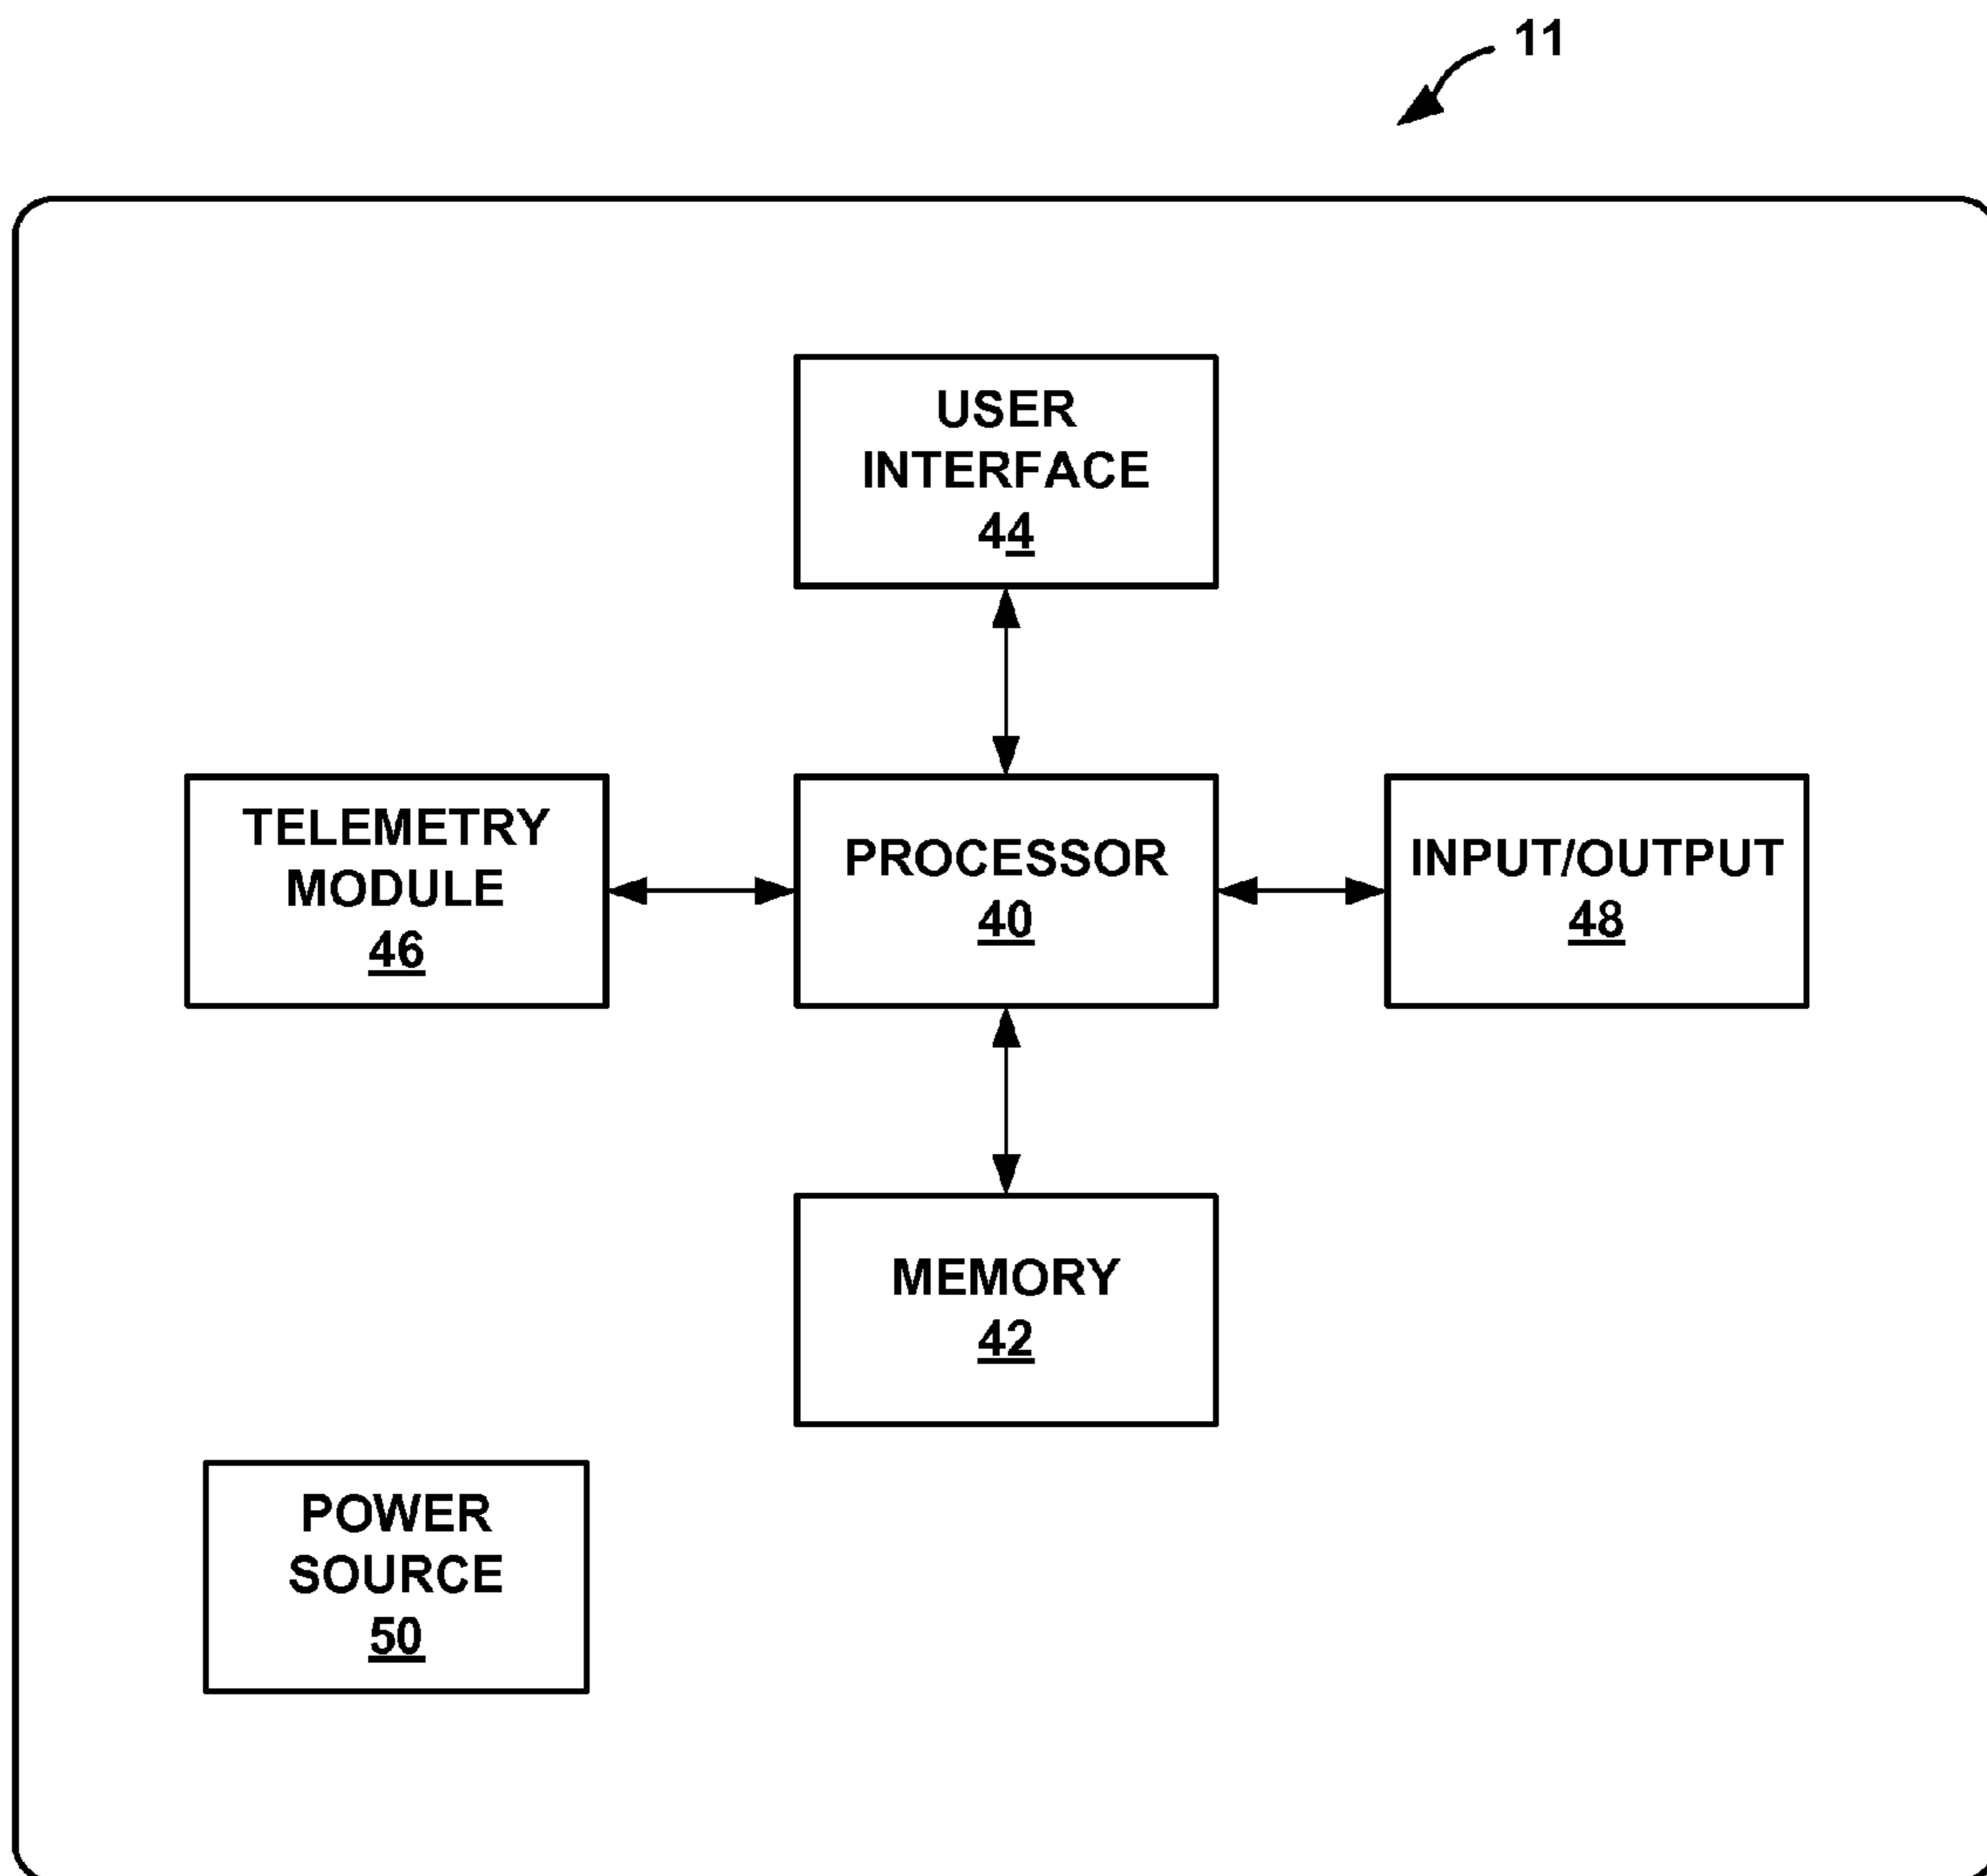 11
USER
INTERFACE
44
TELEMETRY
MODULE
46
PROCESSOR
40
INPUT/OUTPUT
48
MEMORY
42
POWER
SOURCE
50